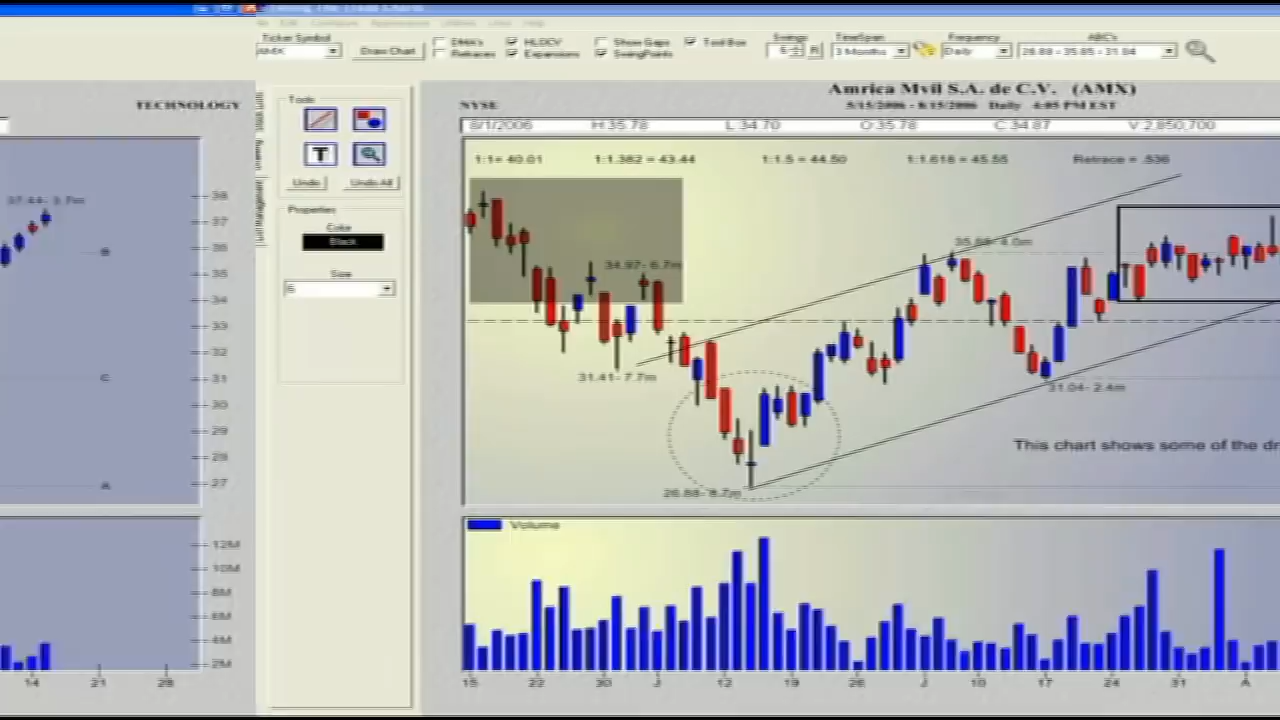 Ticker Symbol
AMX
Draw Chart
DMA's
Retraces
HLOCV
Expansions
Show Gaps
SwingPoints
Tool Box
Swings
R
TimeSpan
3 Months
Frequency
Daily
ABC's
26.88 - 35.85 - 31.04
TECHNOLOGY
37.44- 3.7m
38
37
36
35
34
33
32
31
30
29
28
27
B
C
A
12M
10M
8M
6M
4M
2M
14
21
28
Tools
T
Undo
Undo All
Properties
Color
Black
Size
6
Amrica Mvil S.A. de C.V. (AMX)
NYSE
5/15/2006 - 8/15/2006 Daily 4:05 PM EST
8/1/2006
H:35.78
L:34.70
O:35.78
C:34.87
V:2,850,700
1:1= 40.01
1:1.382 = 43.44
1:1.5 = 44.50
1:1.618 = 45.55
Retrace = .536
34.97- 6.7m
31.41- 7.7m
26.88- 8.7m
31.04- 2.4m
This chart shows some of the dr
Volume
15
22
30
J
12
19
26
J
10
17
24
31
A